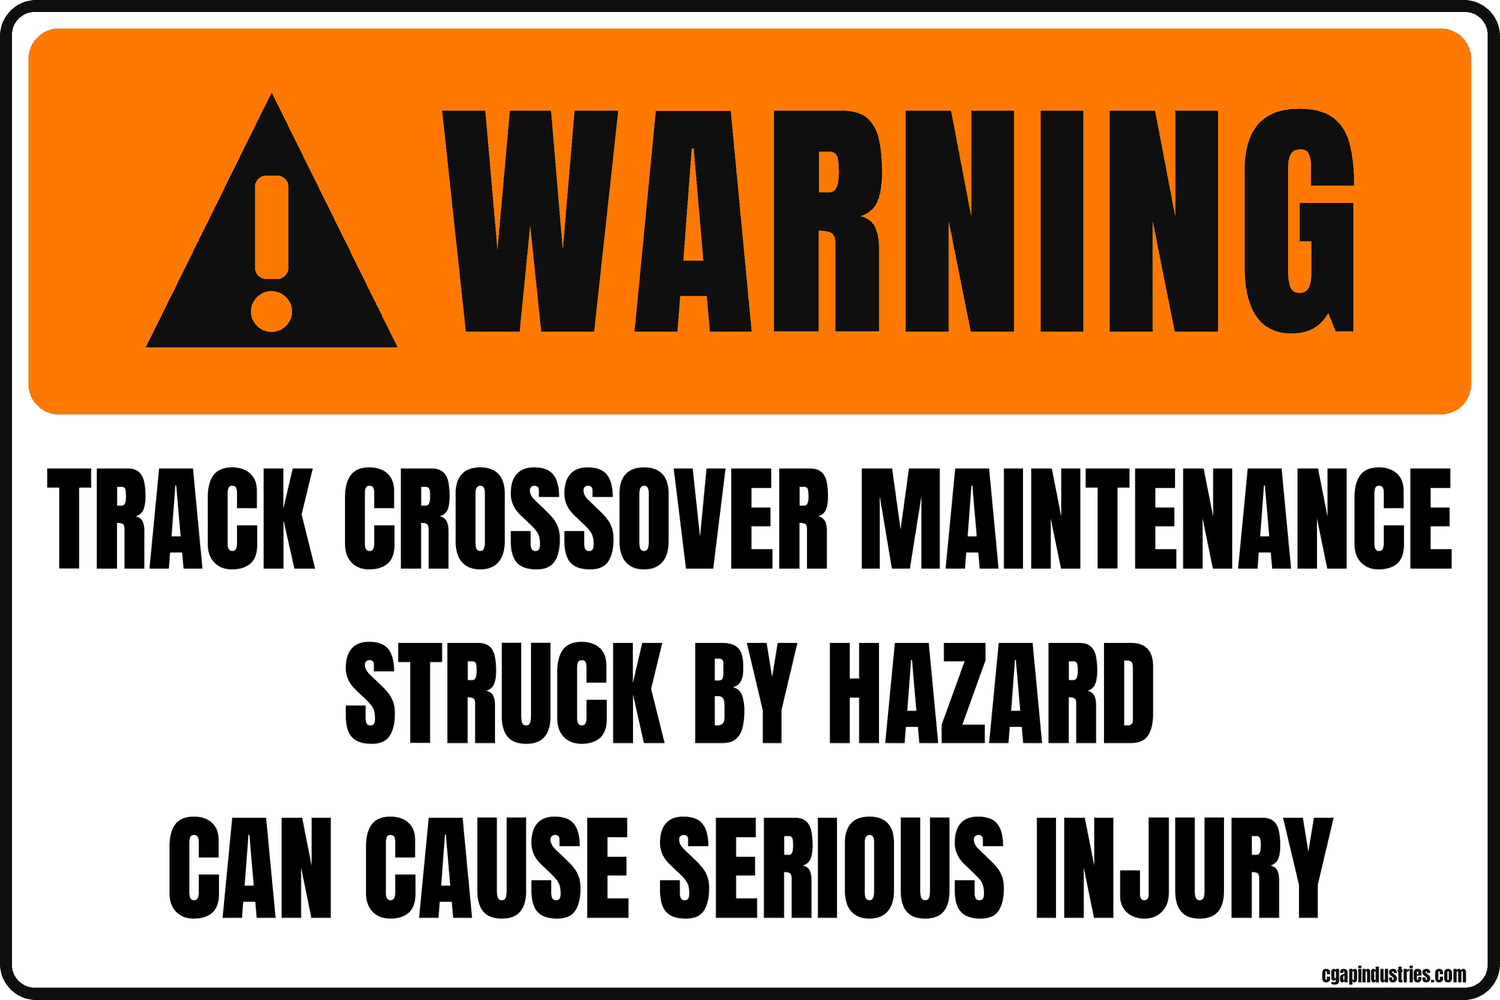 WARNING
TRACK CROSSOVER MAINTENANCE
STRUCK BY HAZARD
CAN CAUSE SERIOUS INJURY
cgapindustries.com